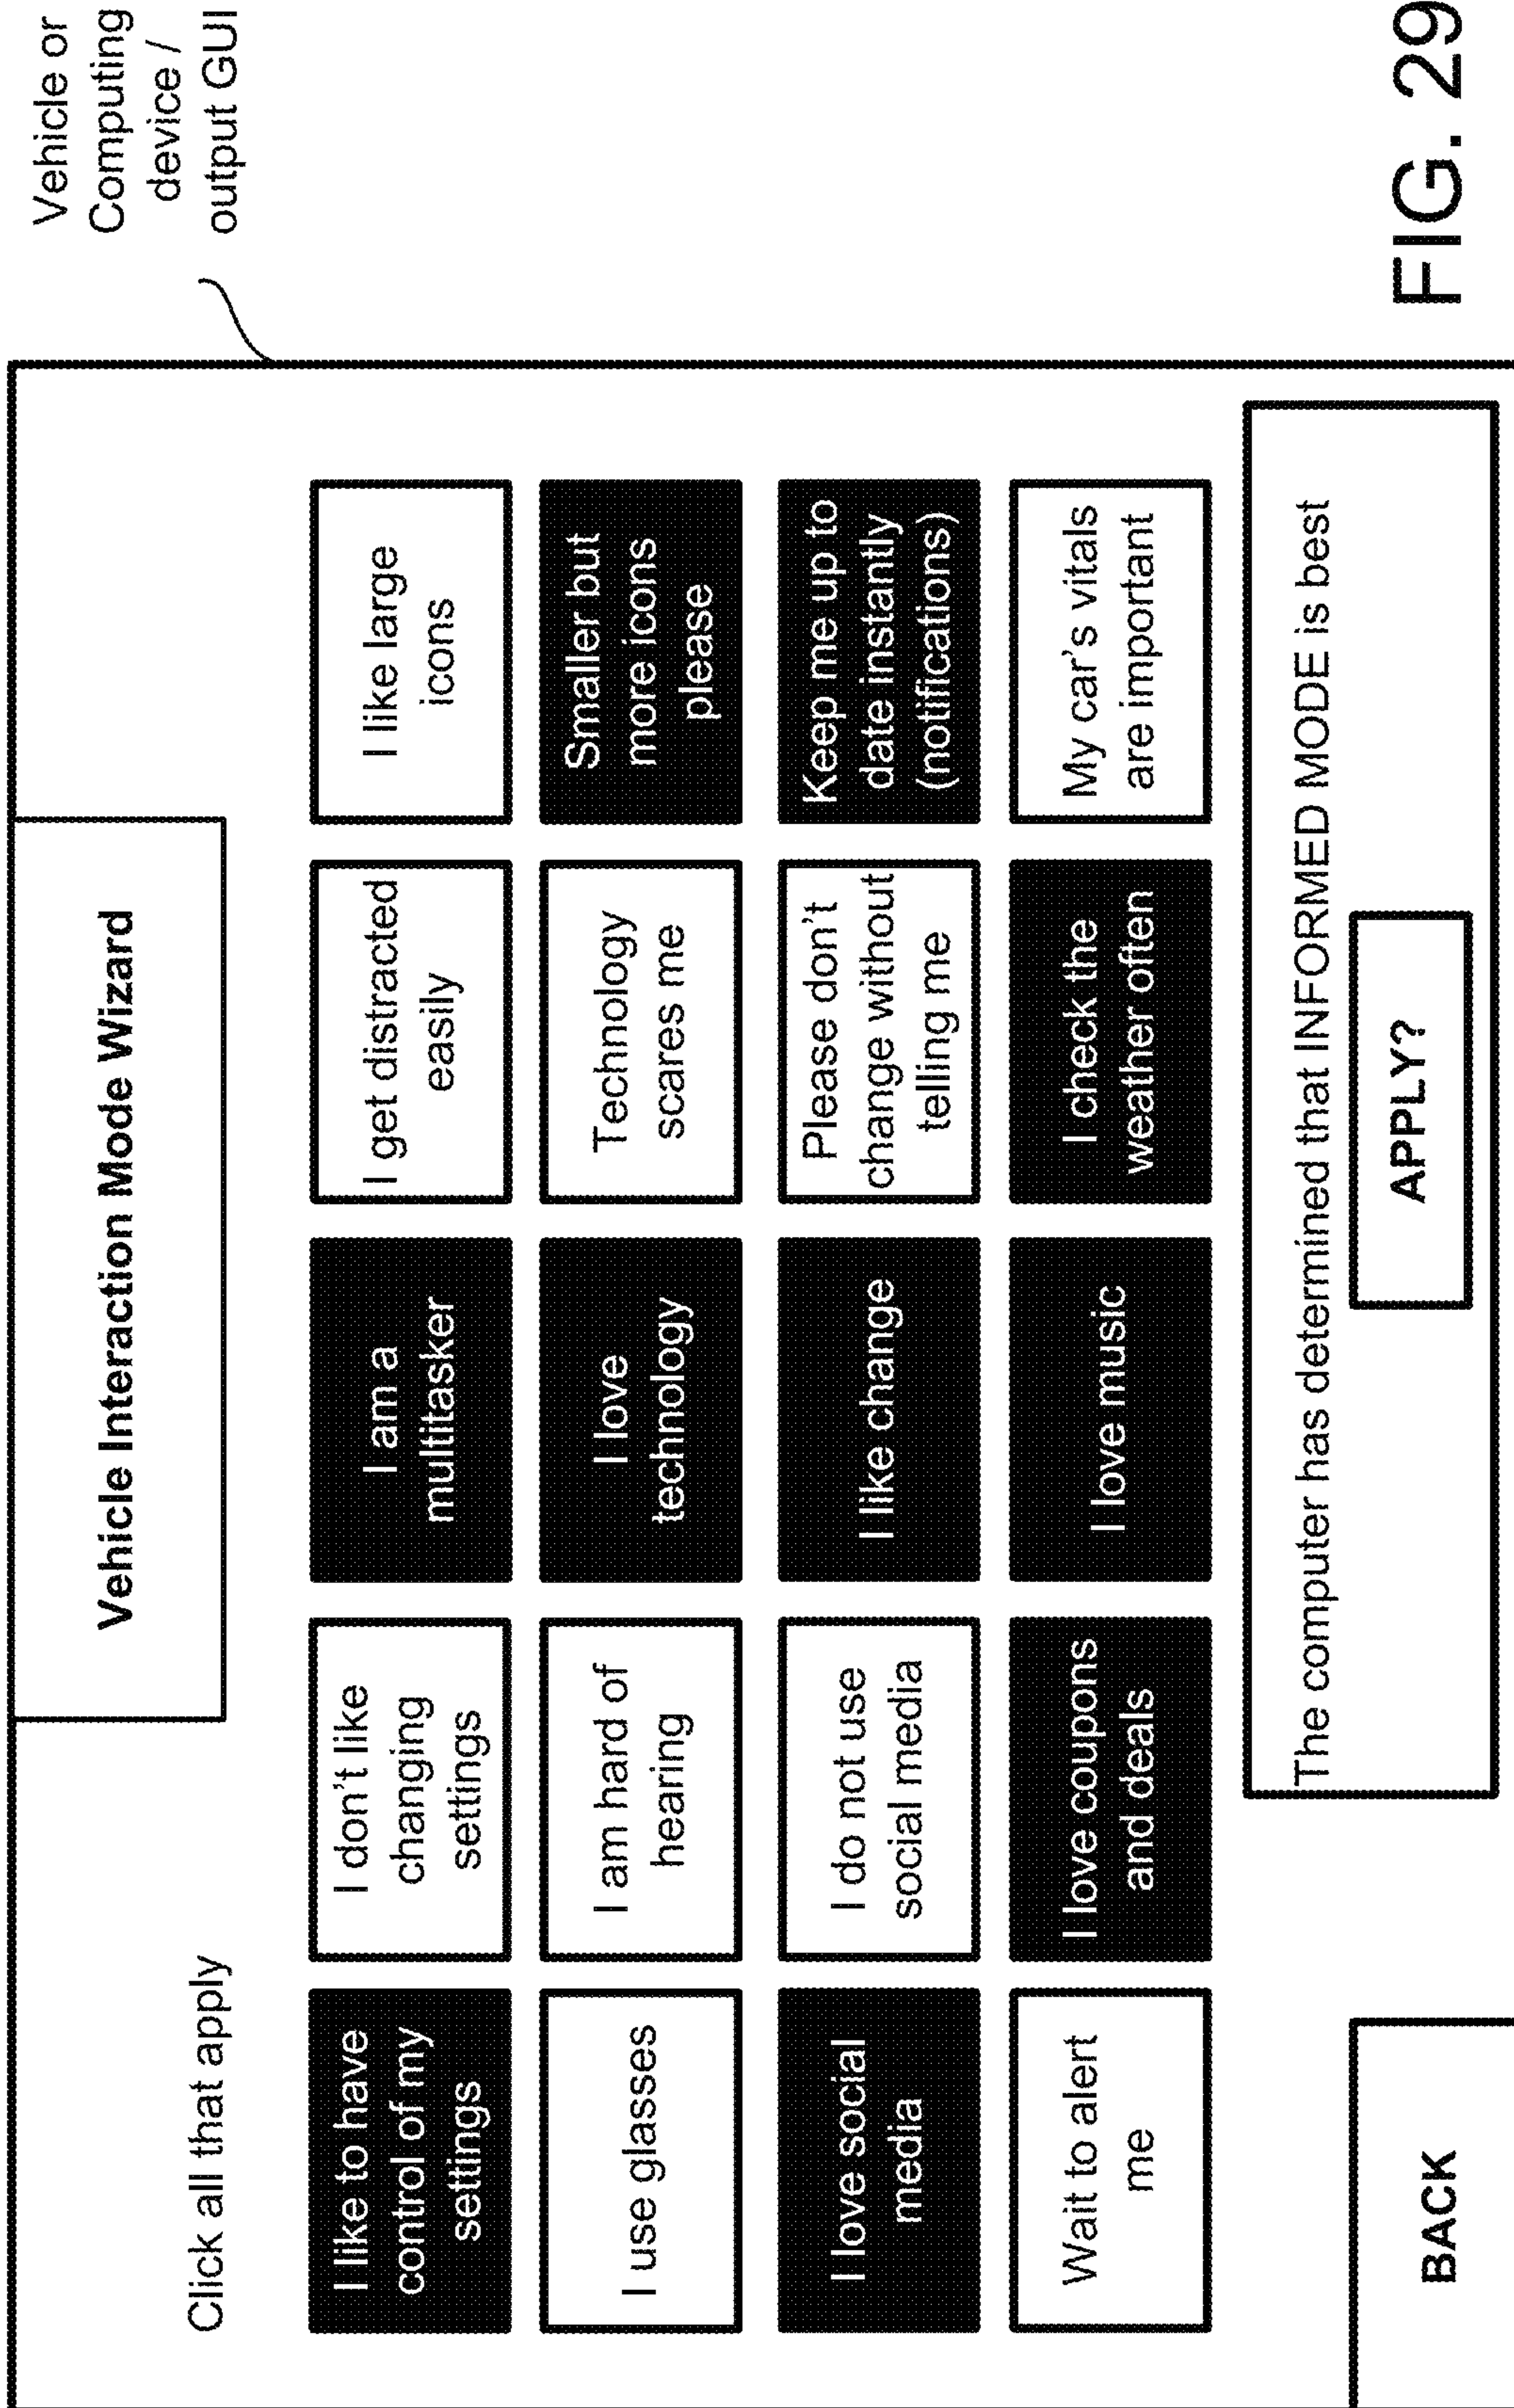 Vehicle or
Computing
device /
output GUI
Vehicle Interaction Mode Wizard
Click all that apply
I like to have
control of my
settings
I don't like
changing
settings
I am a
multitasker
I get distracted
easily
I like large
icons
I use glasses
I am hard of
hearing
I love
technology
Technology
scares me
Smaller but
more icons
please
I love social
media
I do not use
social media
I like change
Please don't
change without
telling me
Keep me up to
date instantly
(notifications)
Wait to alert
me
I love coupons
and deals
I love music
I check the
weather often
My car's vitals
are important
The computer has determined that INFORMED MODE is best
APPLY?
BACK
FIG. 29